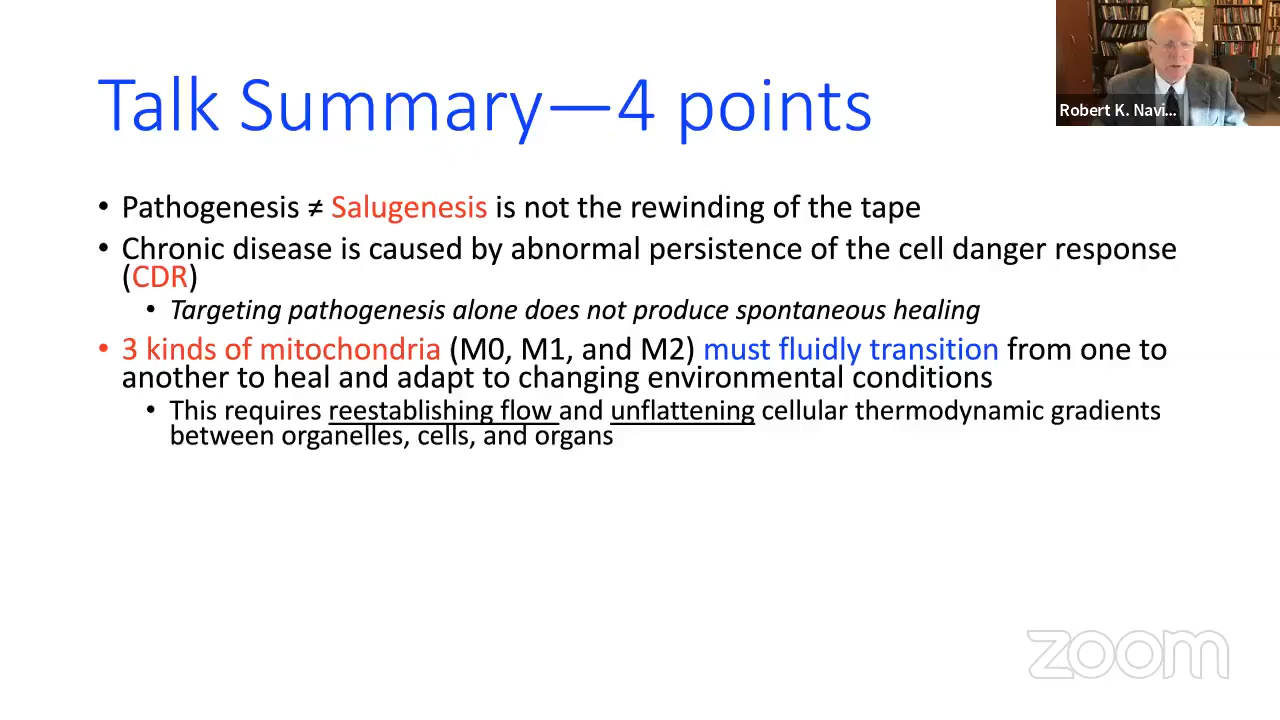 Robert K. Navi...
Talk Summary—4 points
• Pathogenesis ≠ Salugenesis is not the rewinding of the tape
• Chronic disease is caused by abnormal persistence of the cell danger response
(CDR)
• Targeting pathogenesis alone does not produce spontaneous healing
• 3 kinds of mitochondria (M0, M1, and M2) must fluidly transition from one to
another to heal and adapt to changing environmental conditions
• This requires reestablishing flow and unflattening cellular thermodynamic gradients
between organelles, cells, and organs
zoom